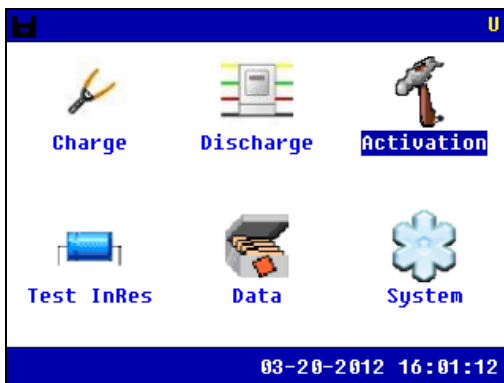 U
Charge Discharge Activation
Test InRes Data System
03-20-2012 16:01:12